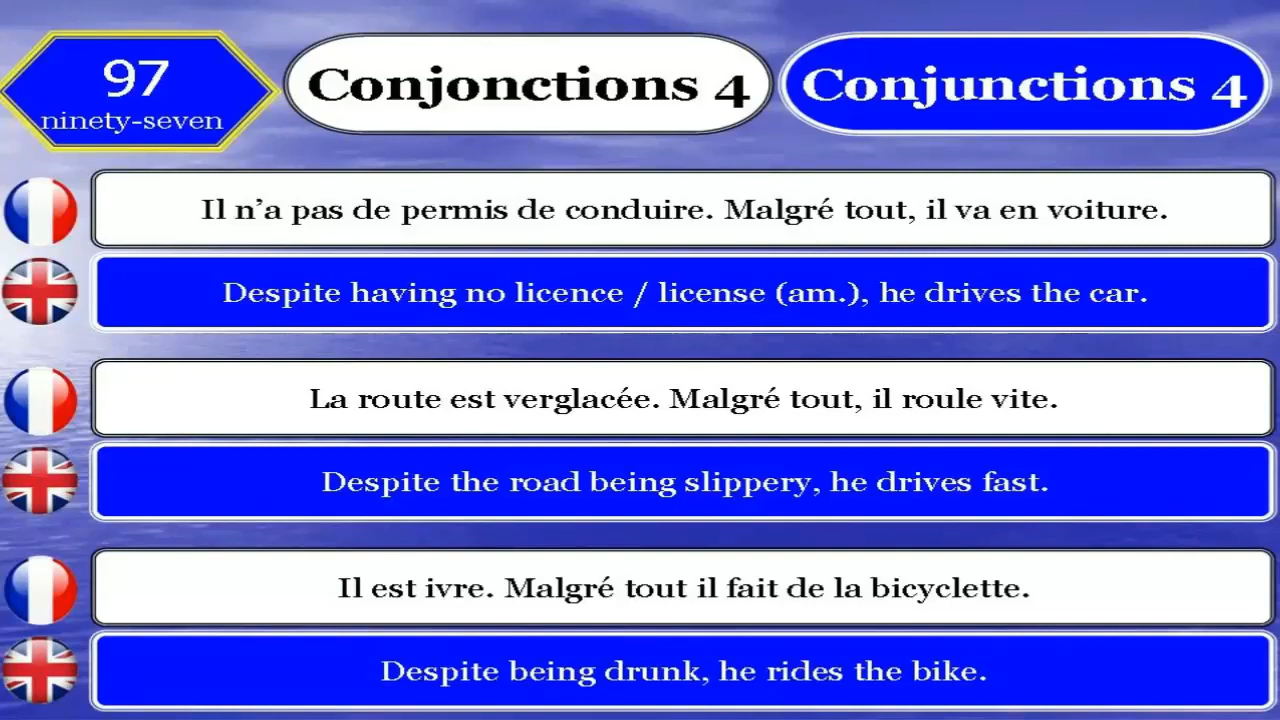 97
ninety-seven
Conjonctions 4
Conjunctions 4
Il n’a pas de permis de conduire. Malgré tout, il va en voiture.
Despite having no licence / license (am.), he drives the car.
La route est verglacée. Malgré tout, il roule vite.
Despite the road being slippery, he drives fast.
Il est ivre. Malgré tout il fait de la bicyclette.
Despite being drunk, he rides the bike.